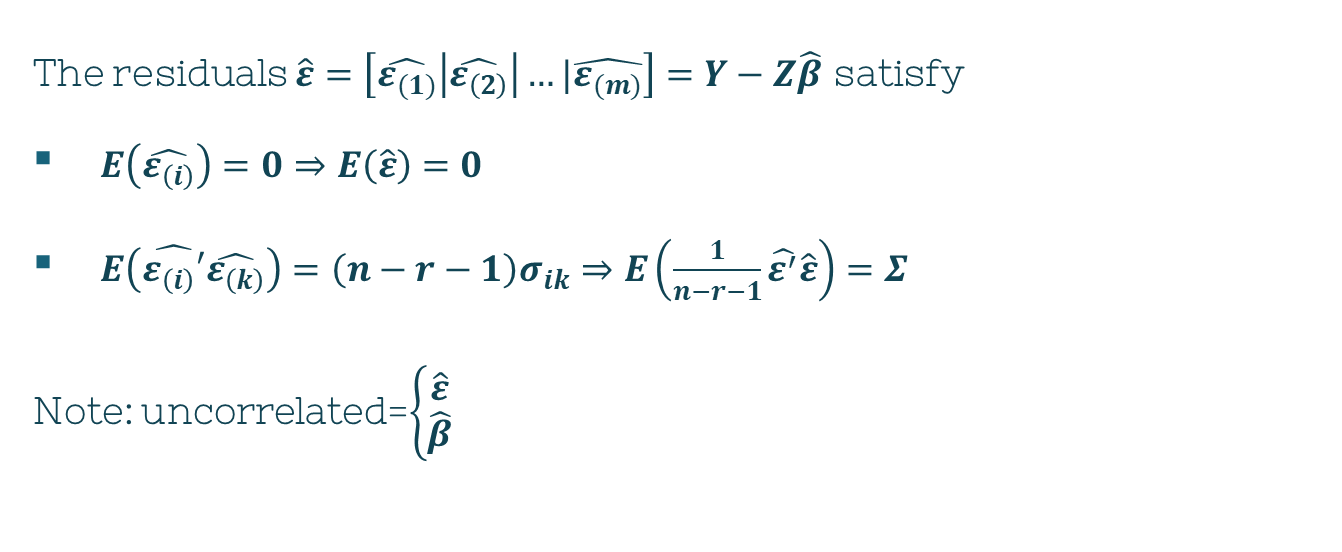 The residuals ε̂ = [ε̂₍₁₎|ε̂₍₂₎| … |ε̂₍ₘ₎] = Y − Zβ̂ satisfy
▪ E(ε̂₍ᵢ₎) = 0 ⇒ E(ε̂) = 0
▪ E(ε̂₍ᵢ₎′ε̂₍ₖ₎) = (n − r − 1)σᵢₖ ⇒ E(1/(n−r−1) ε̂′ε̂) = Σ
Note: uncorrelated={ε̂
β̂